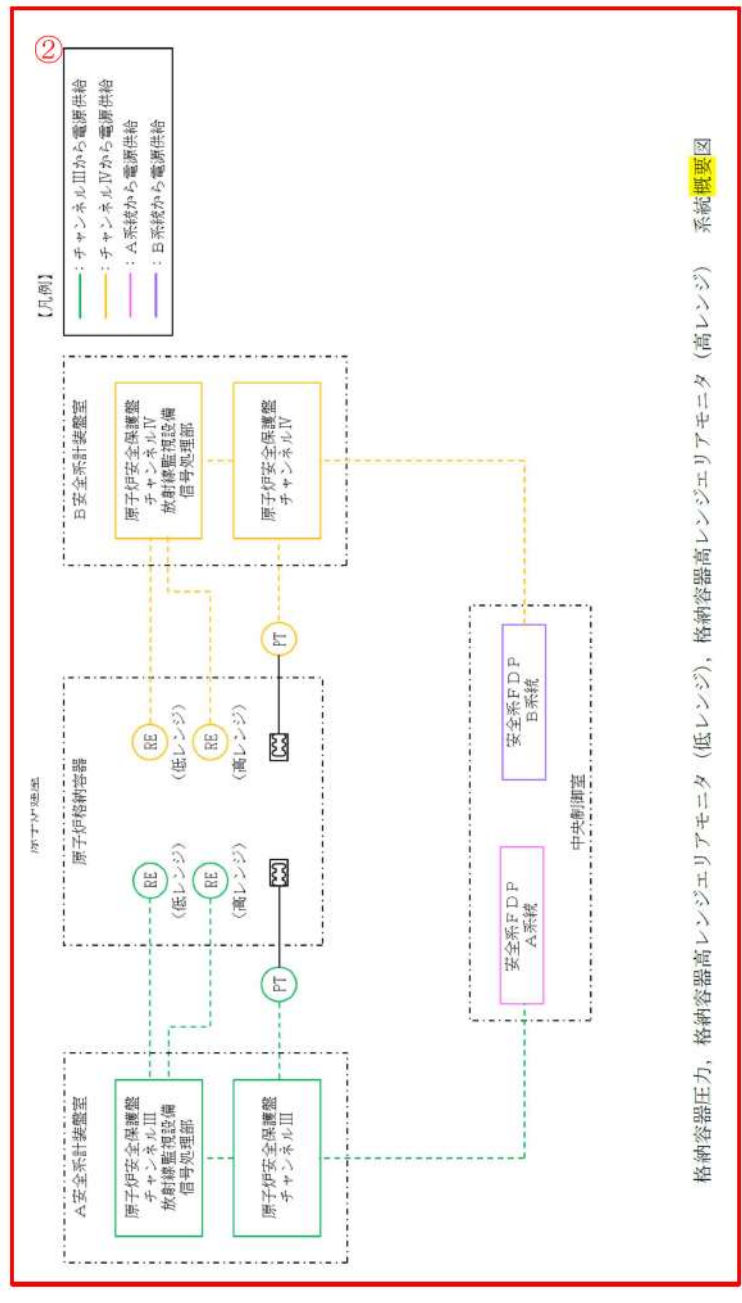 ②
【凡例】
：チャンネルⅢから電源供給
：チャンネルⅣから電源供給
：A系統から電源供給
：B系統から電源供給
原子炉格納容器
A安全系計装盤室
原子炉安全保護盤
チャンネルⅢ
放射線監視設備
信号処理部
原子炉安全保護盤
チャンネルⅢ
RE
（低レンジ）
RE
（高レンジ）
PT
RE
（低レンジ）
RE
（高レンジ）
PT
B安全系計装盤室
原子炉安全保護盤
チャンネルⅣ
放射線監視設備
信号処理部
原子炉安全保護盤
チャンネルⅣ
安全系FDP
A系統
安全系FDP
B系統
中央制御室
格納容器圧力，格納容器高レンジエリアモニタ（低レンジ），格納容器高レンジエリアモニタ（高レンジ）　系統概要図